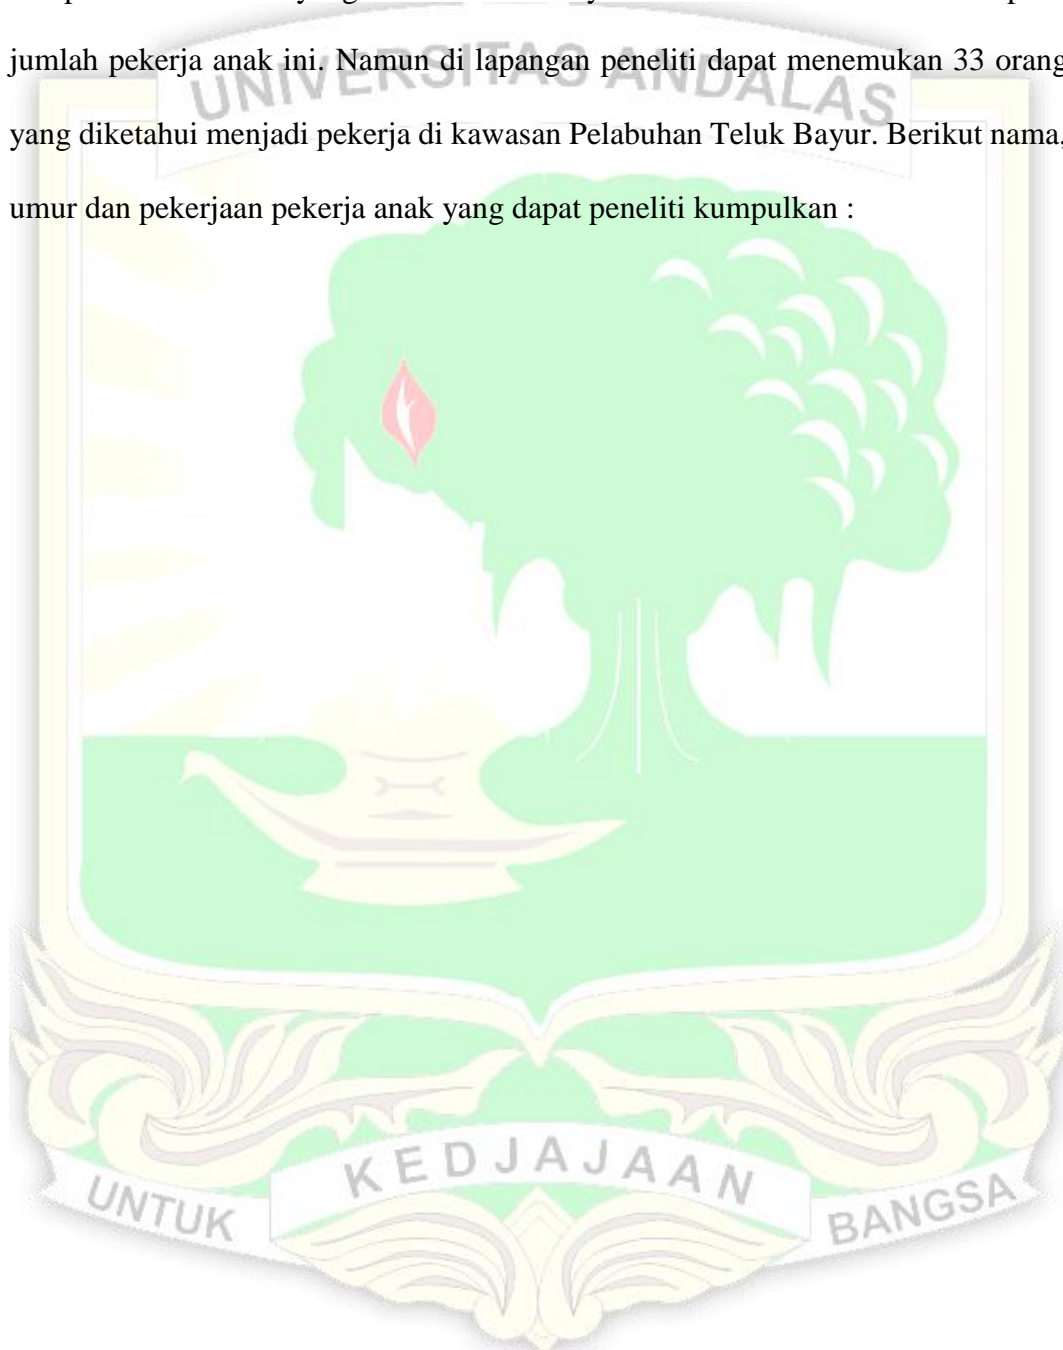 jumlah pekerja anak ini. Namun di lapangan peneliti dapat menemukan 33 orang
yang diketahui menjadi pekerja di kawasan Pelabuhan Teluk Bayur. Berikut nama,
umur dan pekerjaan pekerja anak yang dapat peneliti kumpulkan :
UNIVERSITAS ANDALAS
UNTUK KEDJAJAAN BANGSA